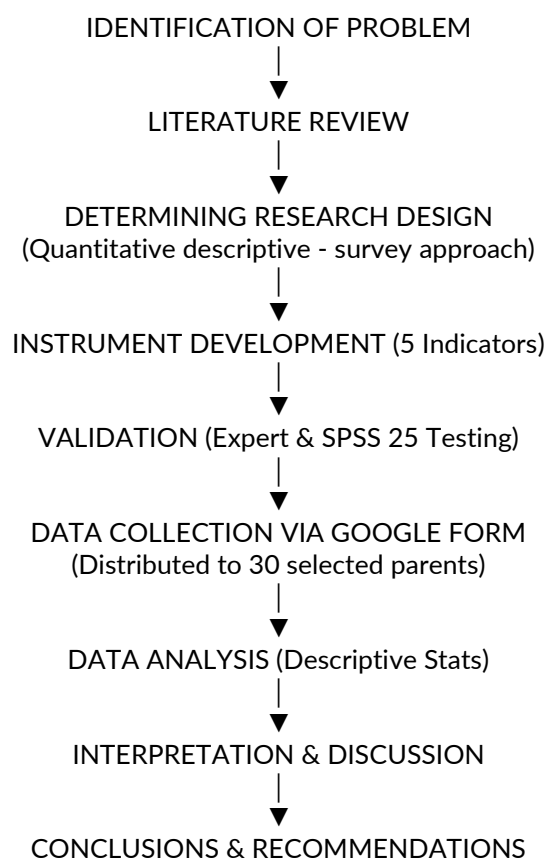 IDENTIFICATION OF PROBLEM
LITERATURE REVIEW
DETERMINING RESEARCH DESIGN
(Quantitative descriptive - survey approach)
INSTRUMENT DEVELOPMENT (5 Indicators)
VALIDATION (Expert & SPSS 25 Testing)
DATA COLLECTION VIA GOOGLE FORM
(Distributed to 30 selected parents)
DATA ANALYSIS (Descriptive Stats)
INTERPRETATION & DISCUSSION
CONCLUSIONS & RECOMMENDATIONS